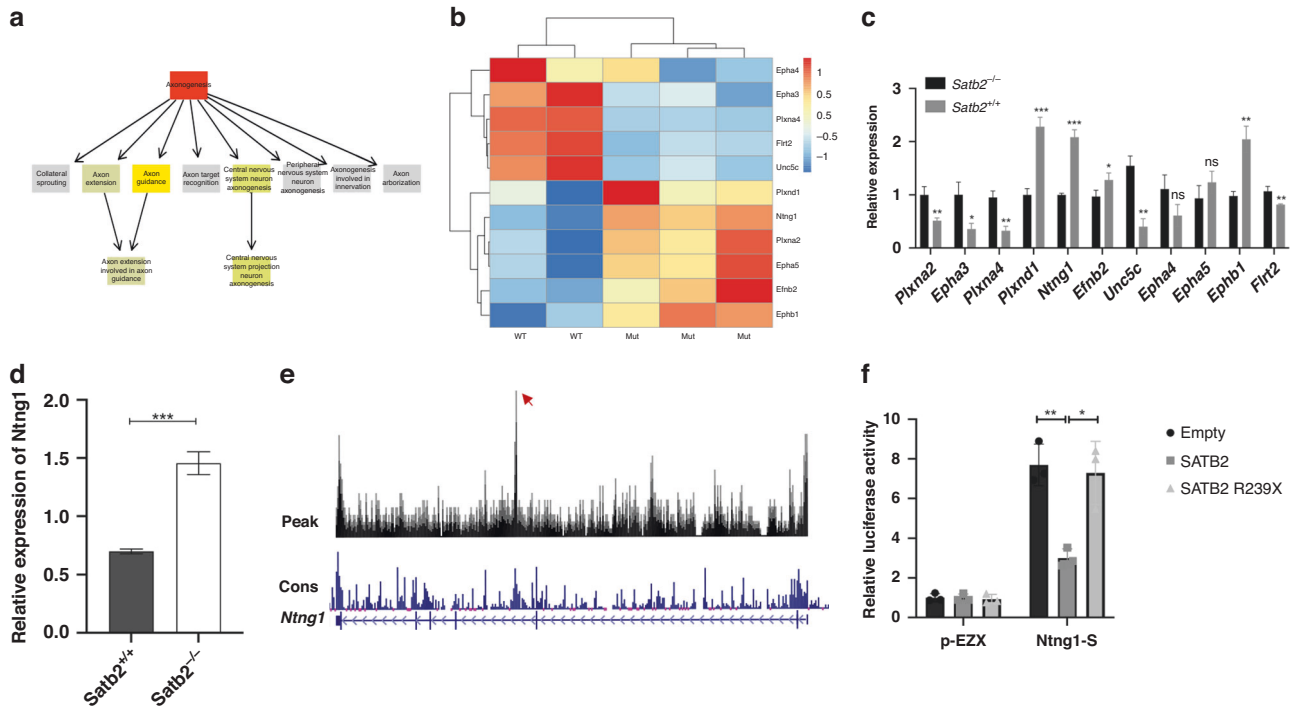 a
Axonogenesis
Collateral
sprouting
Axon
extension
Axon
guidance
Axon target
recognition
Central nervous
system neuron
axonogenesis
Peripheral
nervous system
neuron
axonogenesis
Axonogenesis
involved in
innervation
Axon
arborization
Axon extension
involved in axon
guidance
Central nervous
system projection
neuron
axonogenesis
b
Epha4
Epha3
Plxna4
Flrt2
Unc5c
Plxnd1
Ntng1
Plxna2
Epha5
Efnb2
Ephb1
WT WT Mut Mut Mut
1
0.5
0
−0.5
−1
c
Relative expression
3
2
1
0
Satb2−/−
Satb2+/+
** * ** *** *** * ** ns ns ** **
Plxna2 Epha3 Plxna4 Plxnd1 Ntng1 Efnb2 Unc5c Epha4 Epha5 Ephb1 Flrt2
d
Relative expression of Ntng1
2.0
1.5
1.0
0.5
0.0
***
Satb2+/+ Satb2−/−
e
Peak
Cons
Ntng1
f
Relative luciferase activity
10
8
6
4
2
0
** *
p-EZX Ntng1-S
Empty
SATB2
SATB2 R239X